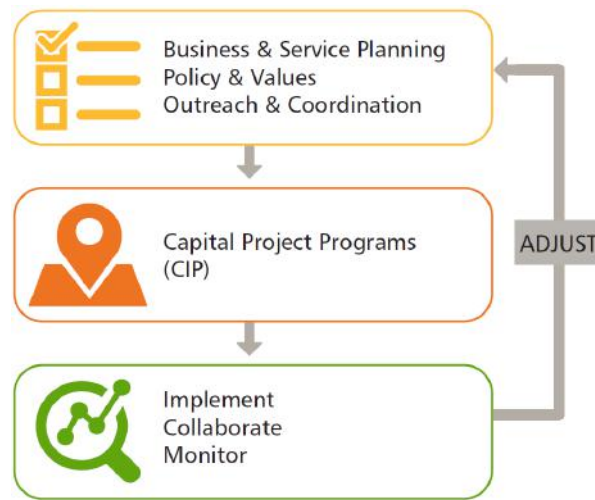 Business & Service Planning
Policy & Values
Outreach & Coordination
Capital Project Programs
(CIP)
ADJUST
Implement
Collaborate
Monitor